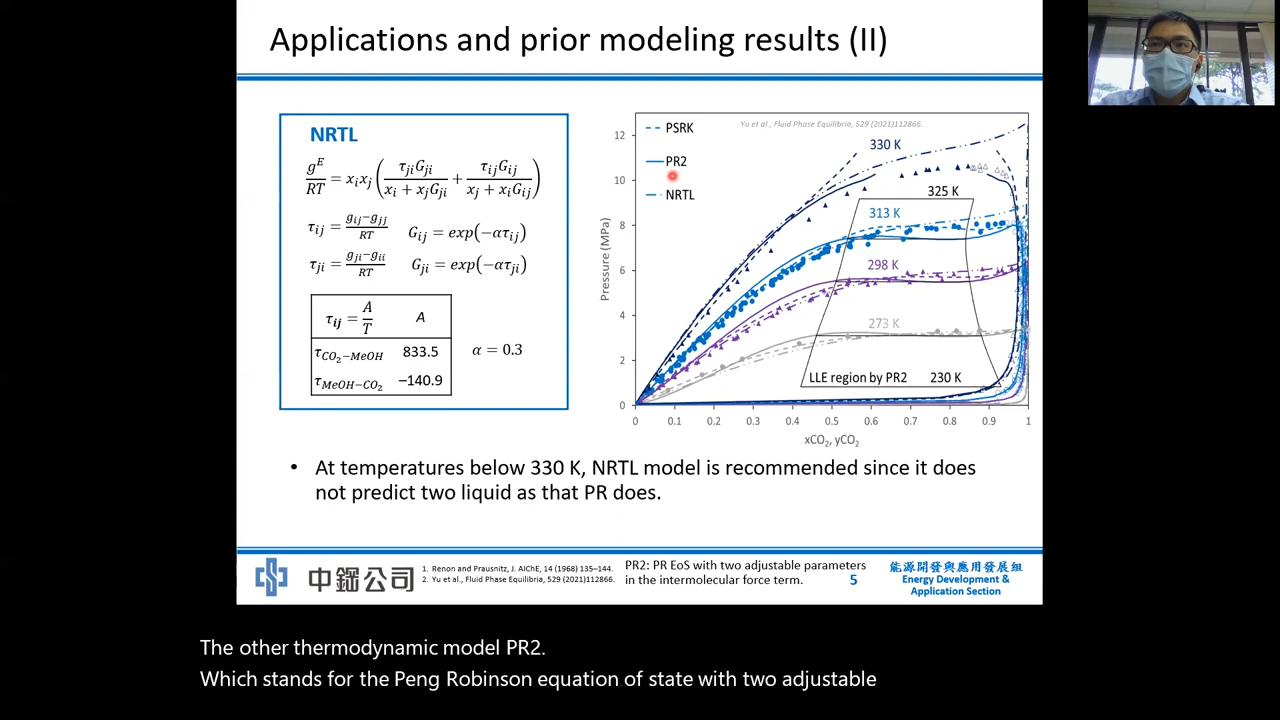 Applications and prior modeling results (II)
NRTL
g^E/RT = x_i x_j (τ_ji G_ji/(x_i + x_j G_ji) + τ_ij G_ij/(x_j + x_i G_ij))
τ_ij = (g_ij − g_jj)/RT   G_ij = exp(−ατ_ij)
τ_ji = (g_ji − g_ii)/RT   G_ji = exp(−ατ_ji)
τ_ij = A/T   A
τ_CO2−MeOH   833.5
α = 0.3
τ_MeOH−CO2   −140.9
Yu et al., Fluid Phase Equilibria, 529 (2021)112866.
PSRK
PR2
NRTL
330 K
325 K
313 K
298 K
273 K
LLE region by PR2   230 K
Pressure (MPa)
12
10
8
6
4
2
0
0 0.1 0.2 0.3 0.4 0.5 0.6 0.7 0.8 0.9 1
xCO2, yCO2
• At temperatures below 330 K, NRTL model is recommended since it does
not predict two liquid as that PR does.
中鋼公司
1. Renon and Prausnitz, J. AIChE, 14 (1968) 135–144.
2. Yu et al., Fluid Phase Equilibria, 529 (2021)112866.
PR2: PR EoS with two adjustable parameters
in the intermolecular force term.
5
能源開發與應用發展組
Energy Development &
Application Section
The other thermodynamic model PR2.
Which stands for the Peng Robinson equation of state with two adjustable